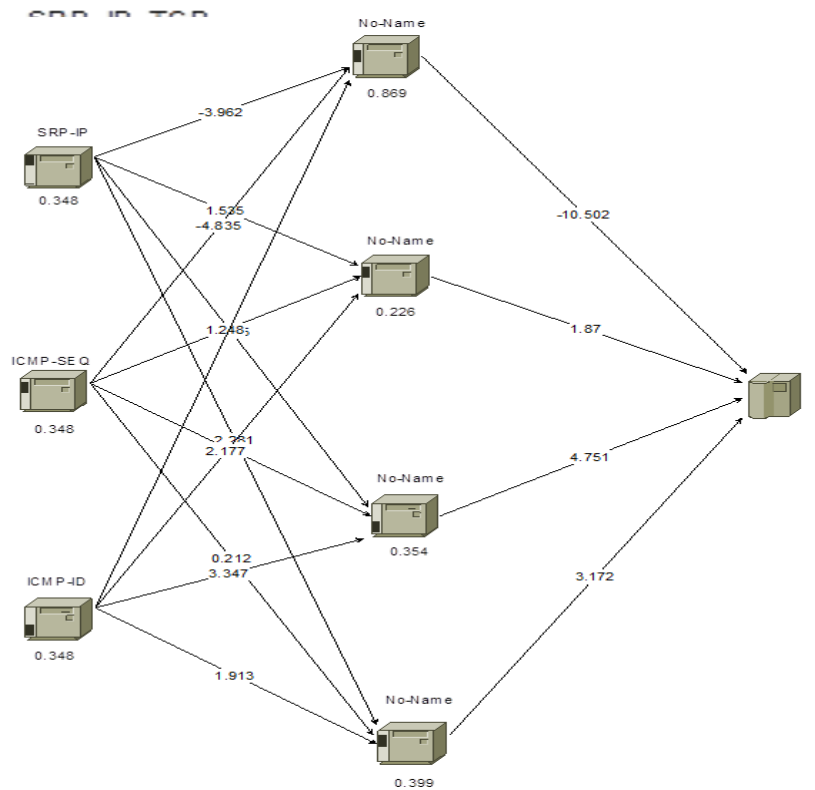 No-Name
0.869
-3.962
SRP-IP
0.348
1.535
-4.835
-10.502
No-Name
0.226
1.248
1.87
ICMP-SEQ
0.348
2.177
4.751
No-Name
0.354
0.212
3.347
3.172
ICMP-ID
0.348
1.913
No-Name
0.399